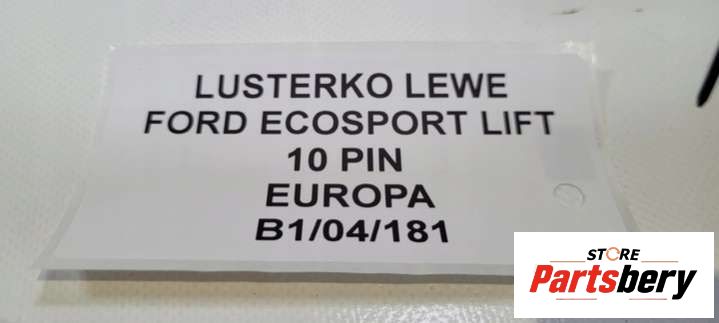 LUSTERKO LEWE
FORD ECOSPORT LIFT
10 PIN
EUROPA
B1/04/181
STORE
Partsbery